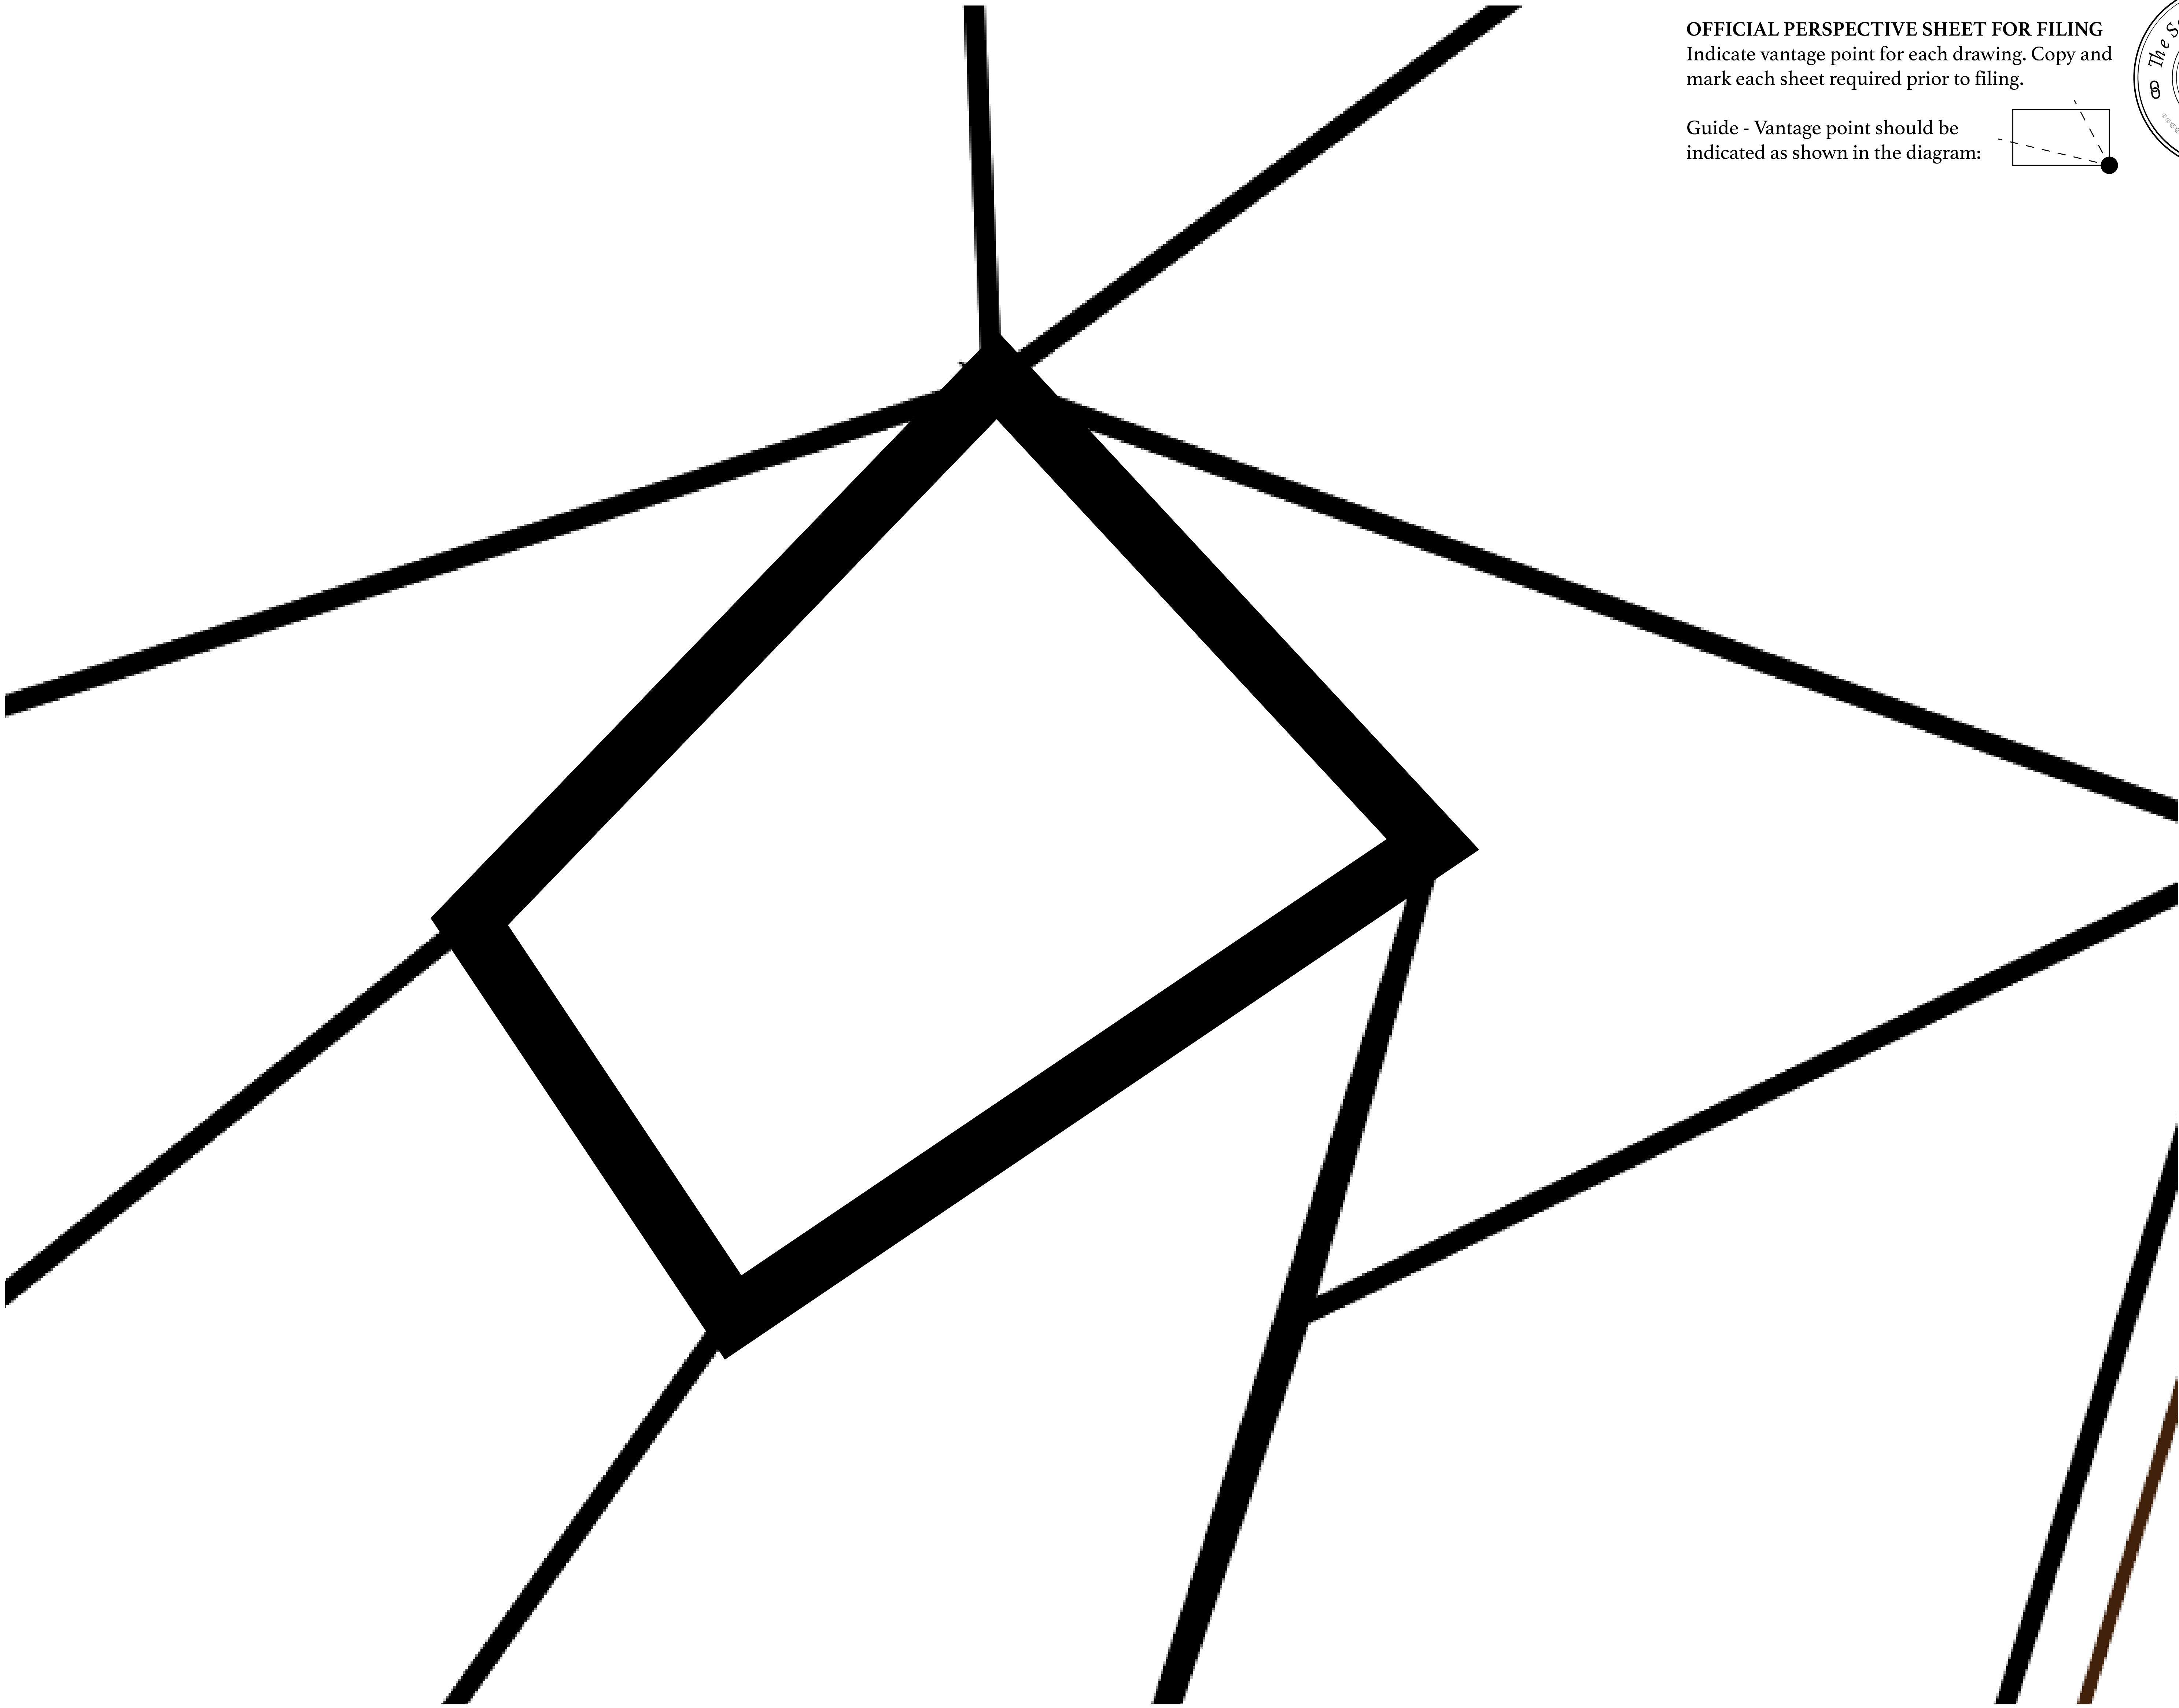 OFFICIAL PERSPECTIVE SHEET FOR FILING
Indicate vantage point for each drawing. Copy and
mark each sheet required prior to filing.
Guide - Vantage point should be
indicated as shown in the diagram:
The